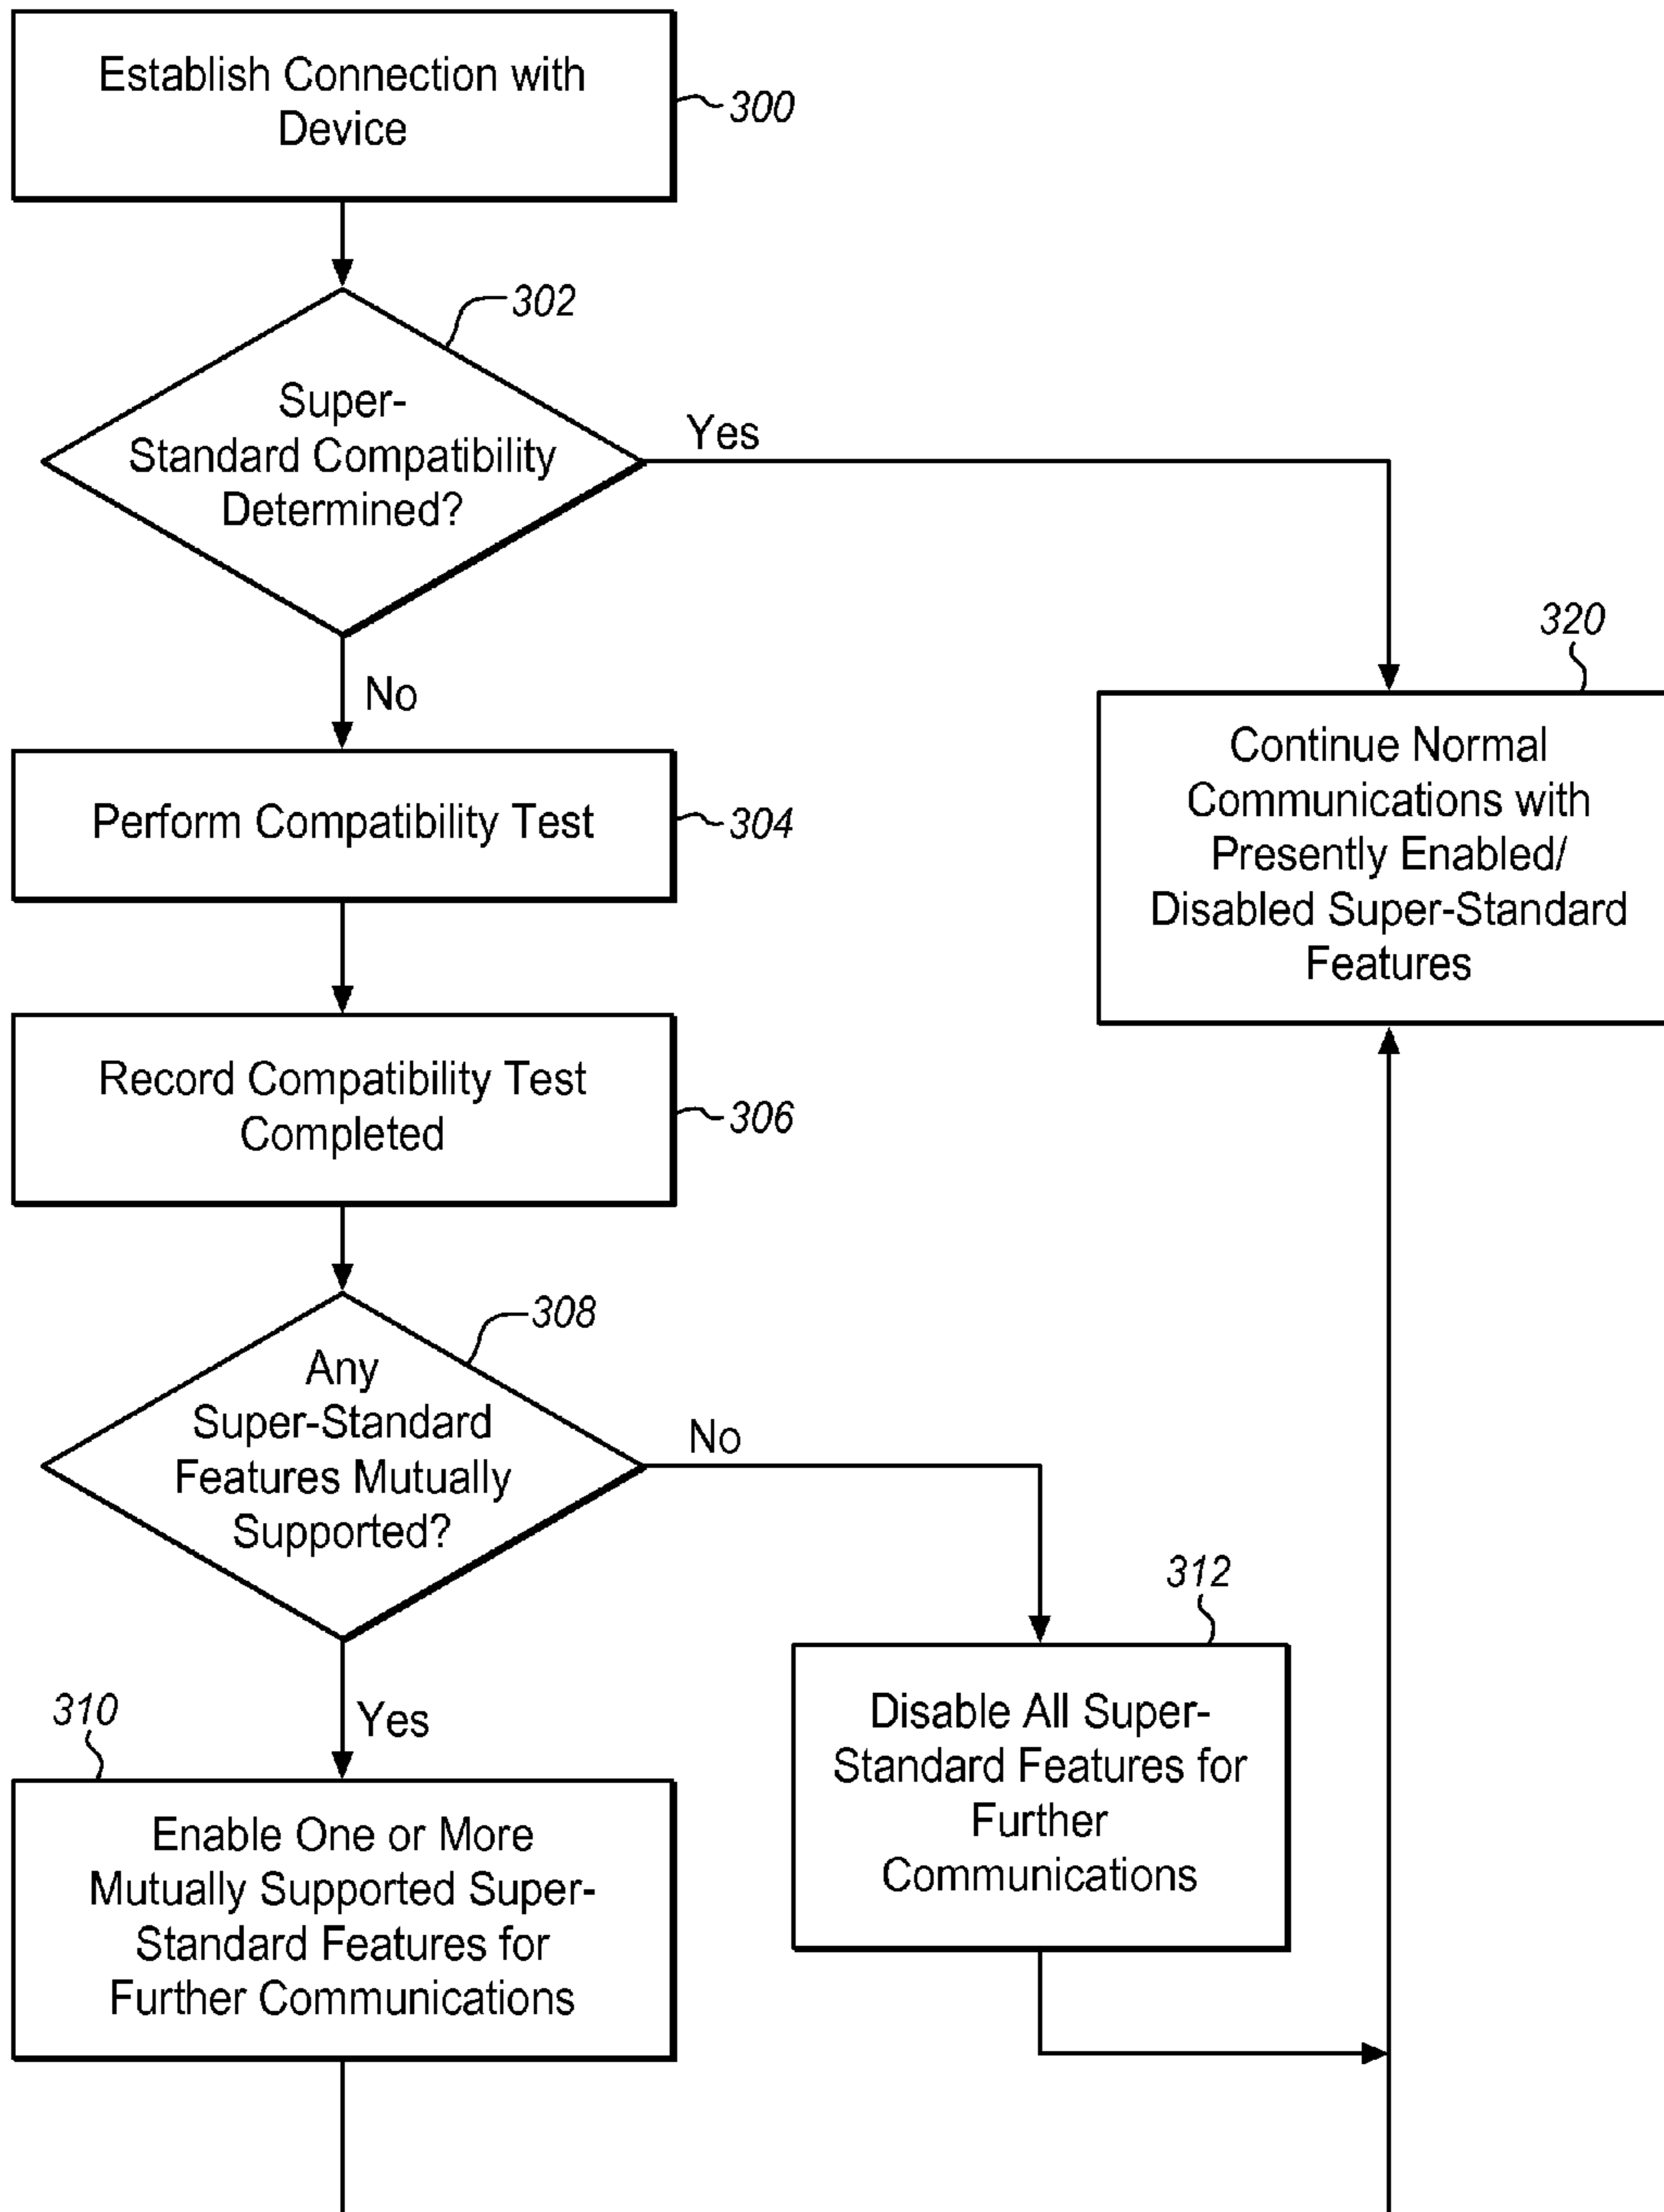 Establish Connection with
Device
300
302
Super-
Standard Compatibility
Determined?
Yes
No
320
Continue Normal
Communications with
Presently Enabled/
Disabled Super-Standard
Features
Perform Compatibility Test
304
Record Compatibility Test
Completed
306
308
Any
Super-Standard
Features Mutually
Supported?
No
Yes
312
Disable All Super-
Standard Features for
Further
Communications
310
Enable One or More
Mutually Supported Super-
Standard Features for
Further Communications